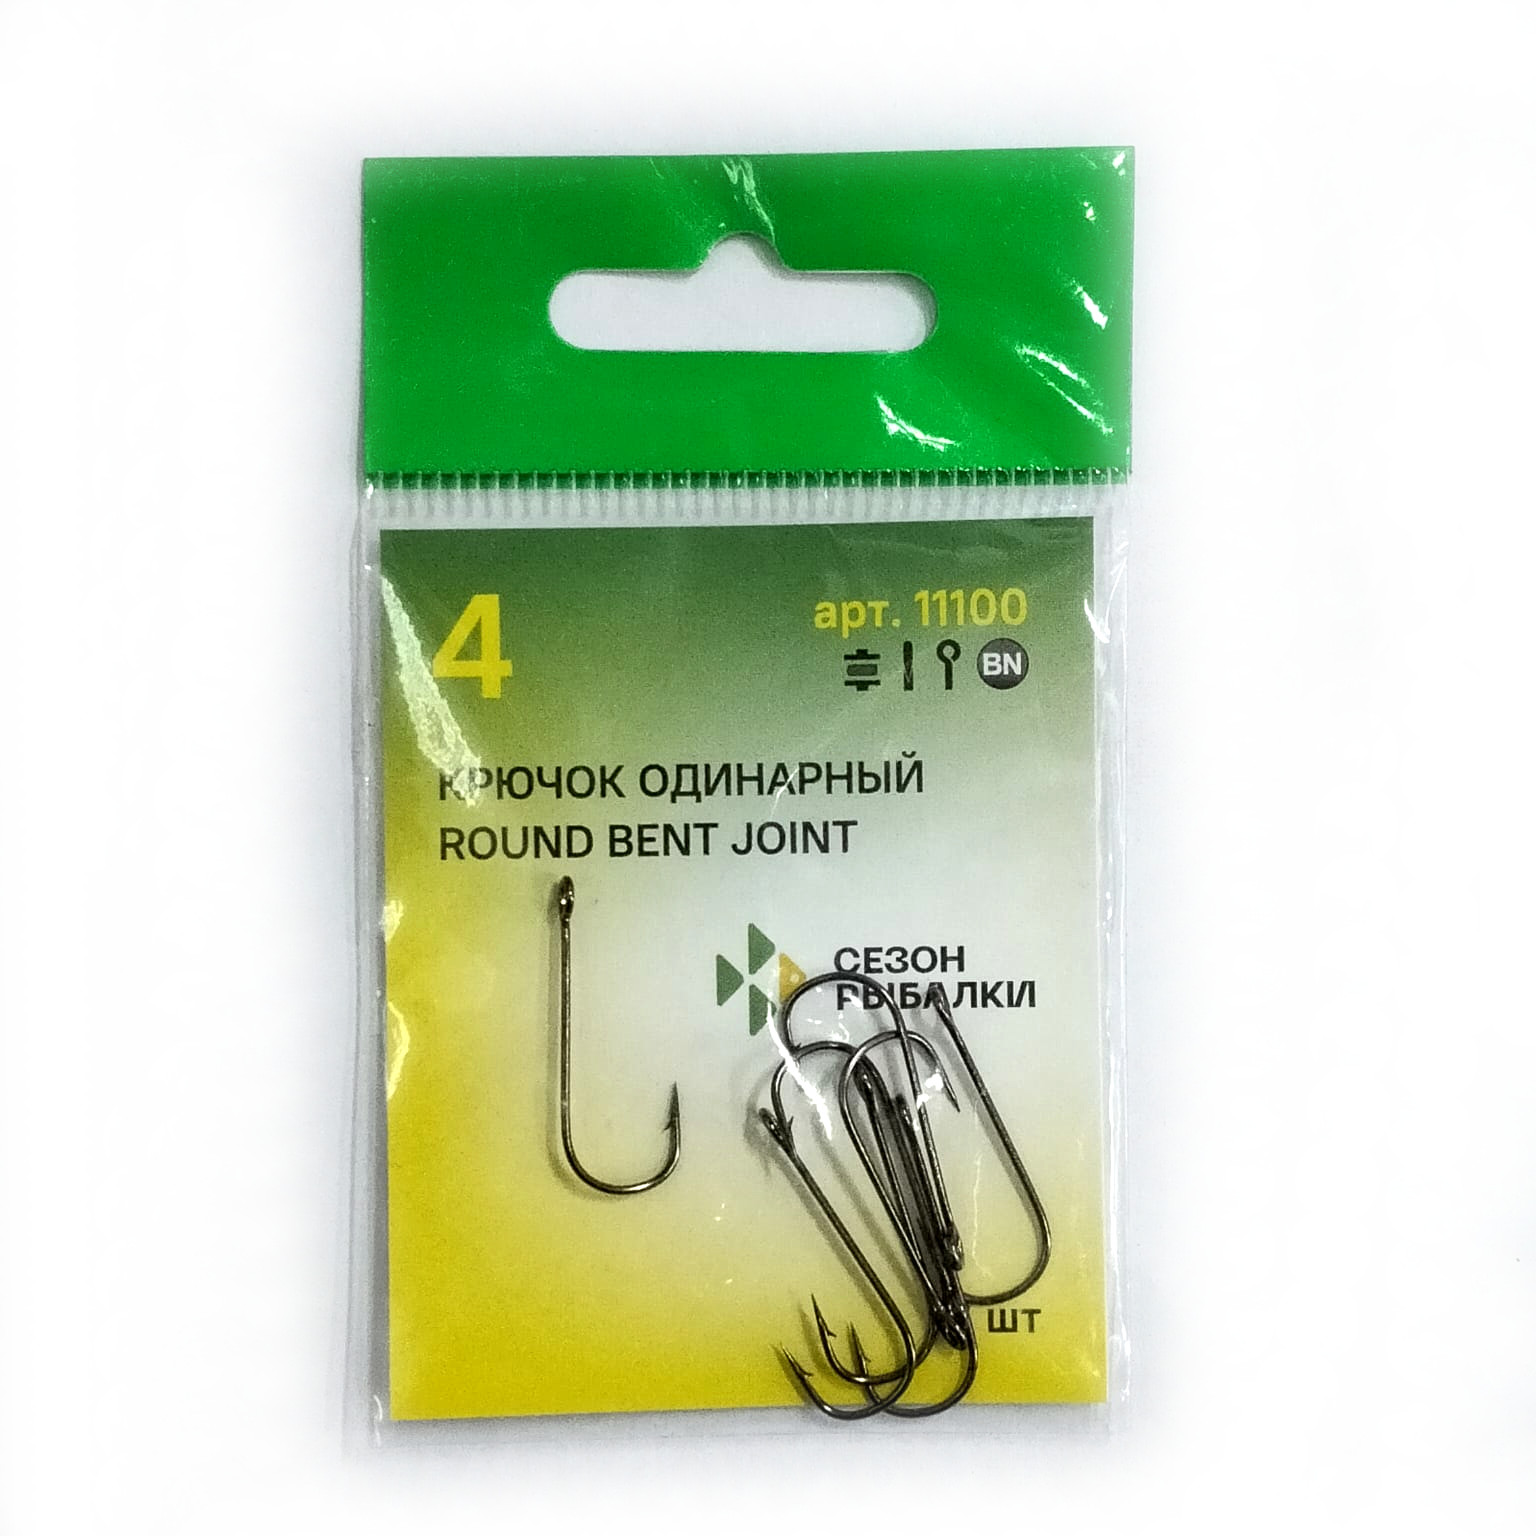 4
арт. 11100
BN
КРЮЧОК ОДИНАРНЫЙ
ROUND BENT JOINT
СЕЗОН
РЫБАЛКИ
ШТ